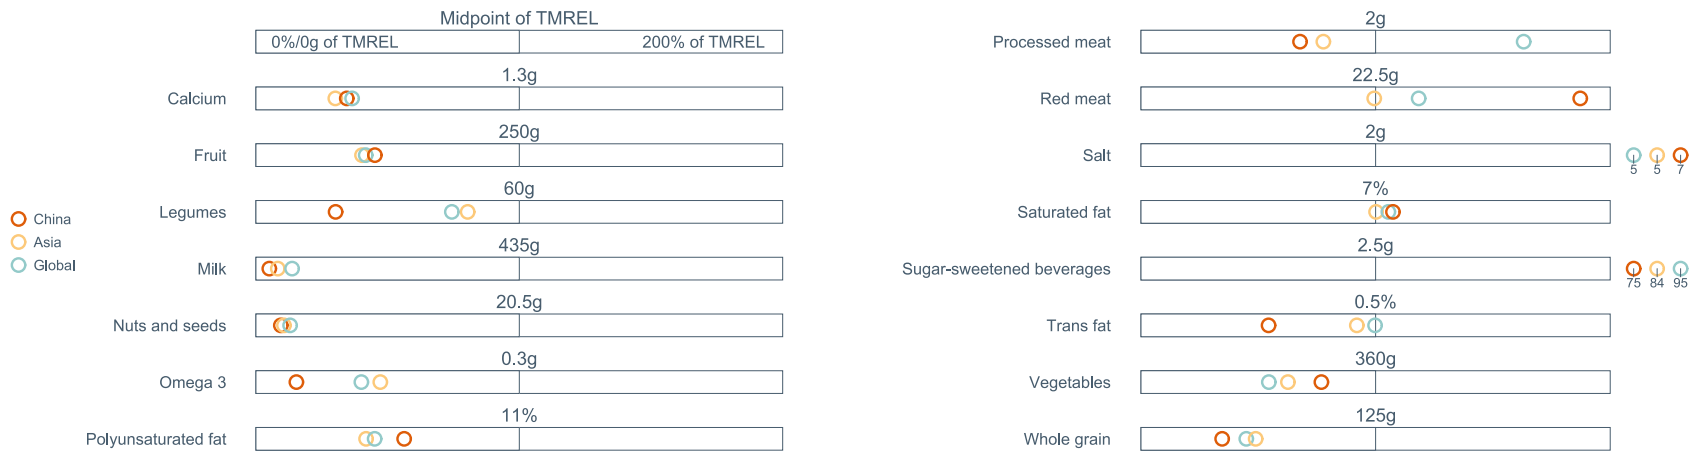 Midpoint of TMREL
0%/0g of TMREL 200% of TMREL
1.3g
Calcium
250g
Fruit
60g
Legumes
435g
Milk
20.5g
Nuts and seeds
0.3g
Omega 3
11%
Polyunsaturated fat
China
Asia
Global
2g
Processed meat
22.5g
Red meat
2g
Salt
5 5 7
7%
Saturated fat
2.5g
Sugar-sweetened beverages
75 84 95
0.5%
Trans fat
360g
Vegetables
125g
Whole grain